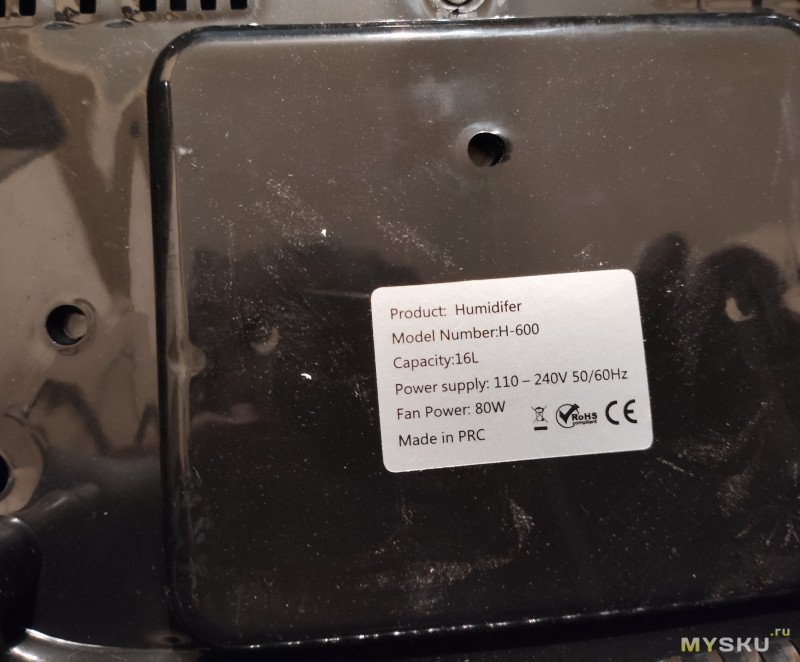 Product: Humidifer
Model Number:H-600
Capacity:16L
Power supply: 110 – 240V 50/60Hz
Fan Power: 80W
Made in PRC
RoHS
compliant
CE
MYSKU.ru